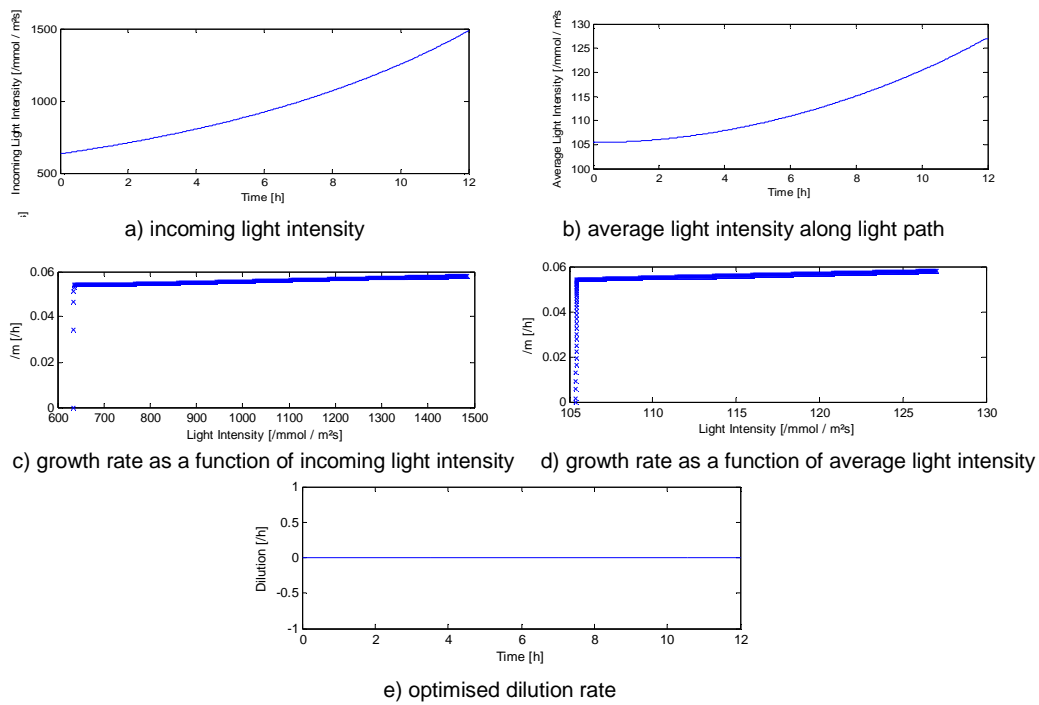 Incoming Light Intensity [/mmol / m²s
1500
1000
500
0 2 4 6 8 10 12
Time [h]
a) incoming light intensity
Average Light Intensity [/mmol / m²s
130
125
120
115
110
105
100
0 2 4 6 8 10 12
Time [h]
b) average light intensity along light path
/m [/h]
0.06
0.04
0.02
0
600 700 800 900 1000 1100 1200 1300 1400 1500
Light Intensity [/mmol / m²s]
c) growth rate as a function of incoming light intensity
/m [/h]
0.06
0.04
0.02
0
105 110 115 120 125 130
Light Intensity [/mmol / m²s]
d) growth rate as a function of average light intensity
Dilution [/h]
1
0.5
0
-0.5
-1
0 2 4 6 8 10 12
Time [h]
e) optimised dilution rate